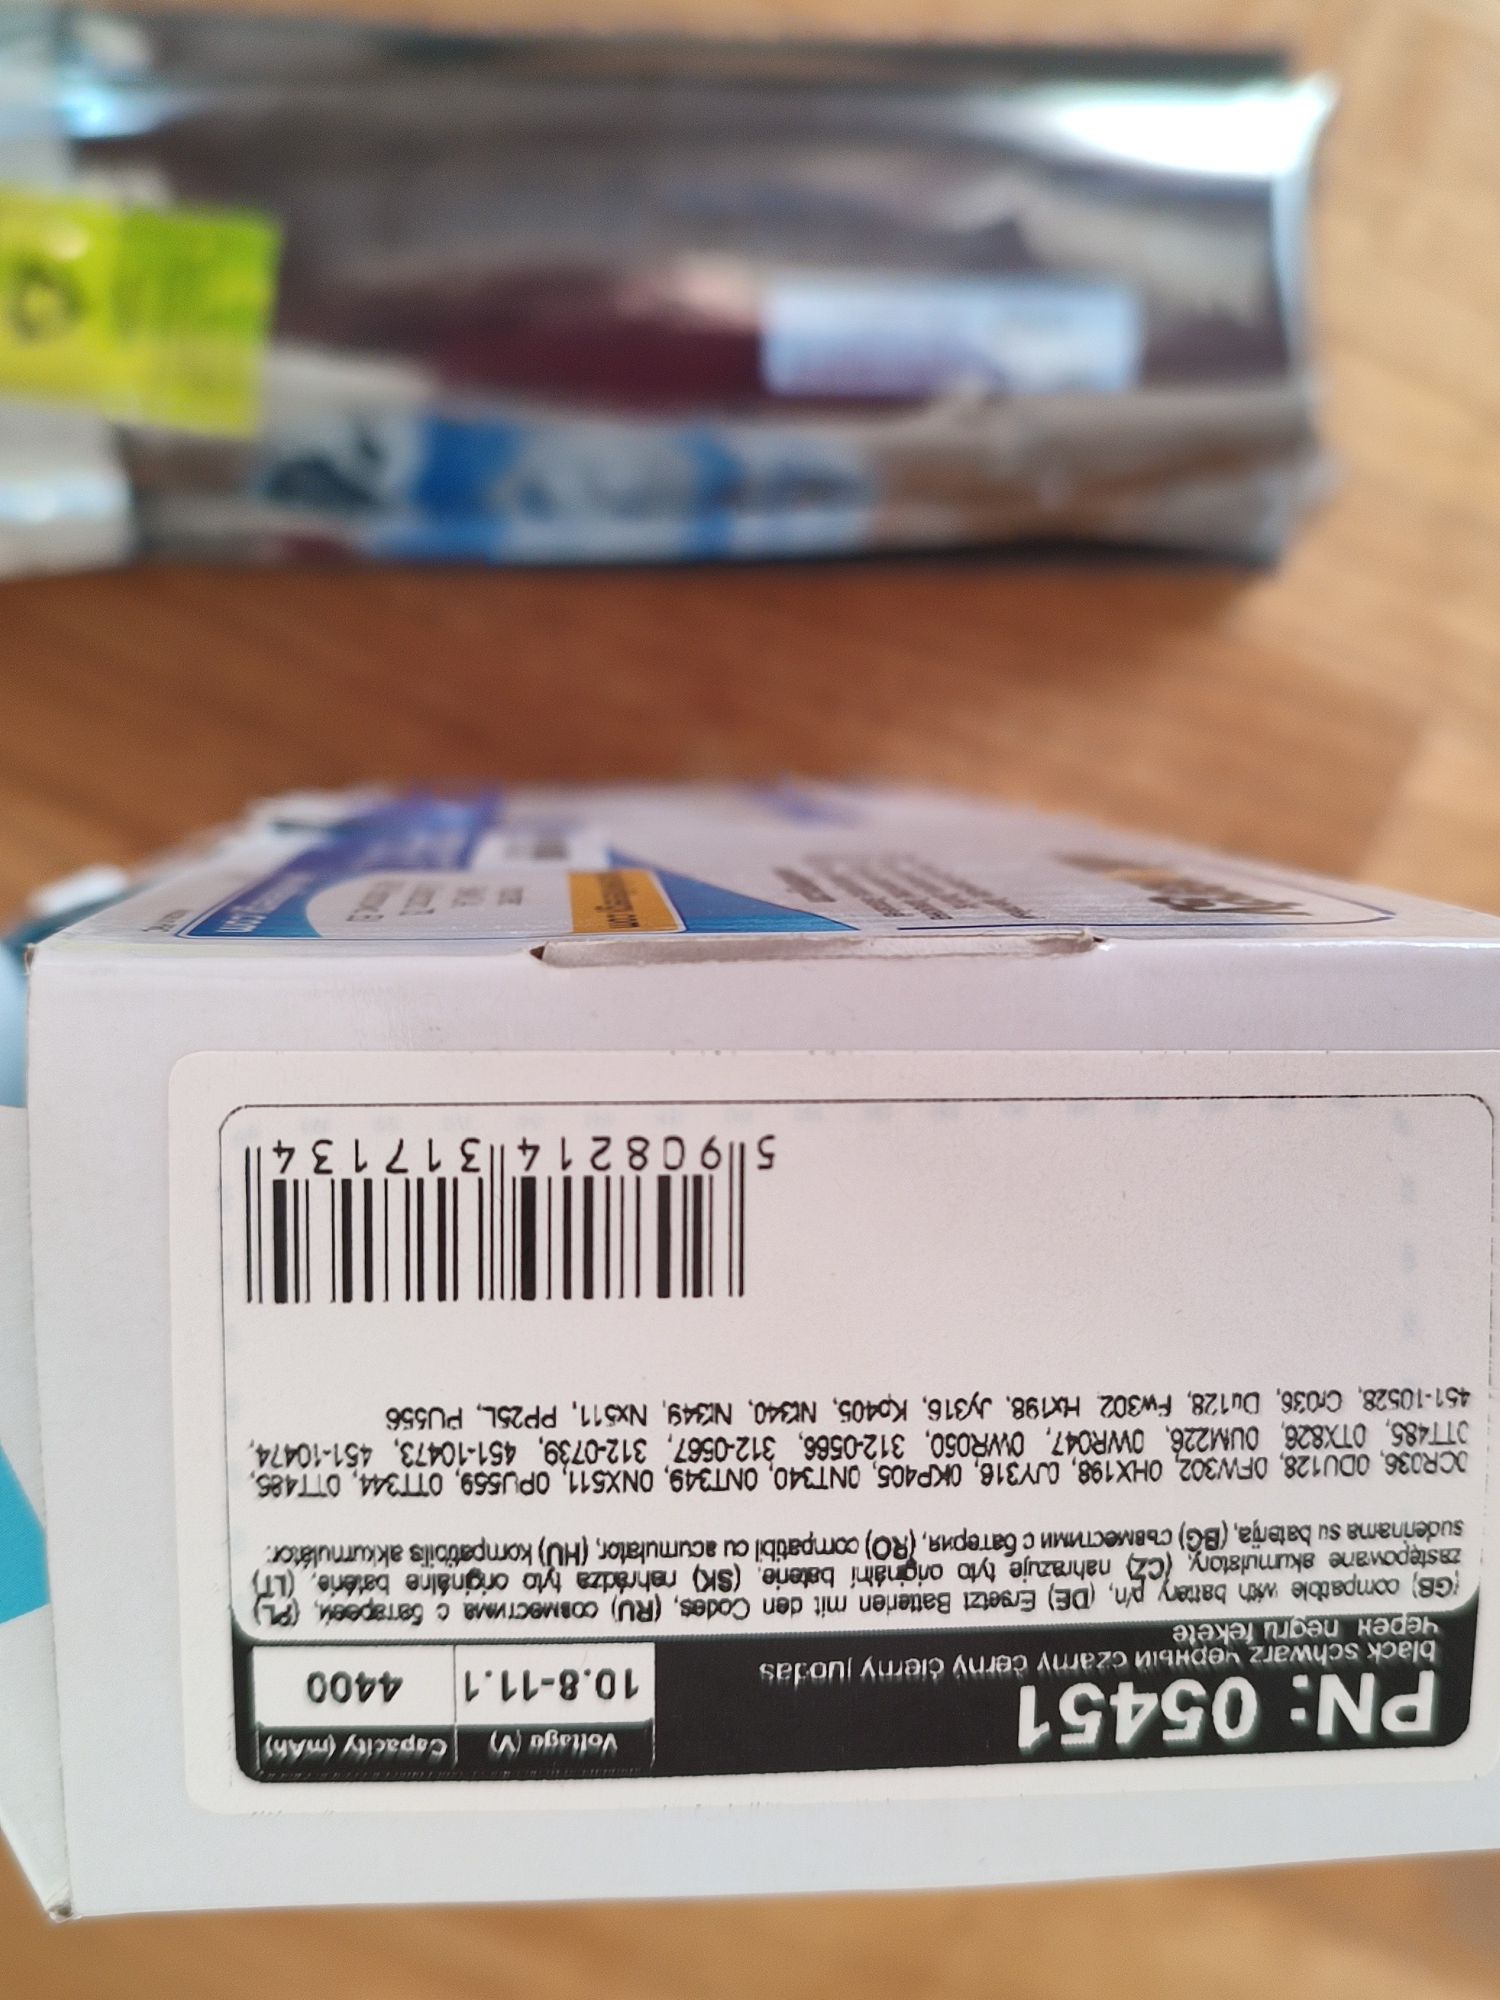 PN: 05451
black schwarz черный czarny černý čierny juodas
черен negru fekete
Voltage (V)
Capacity (mAh)
10.8-11.1
4400
(GB) compatible with battery p/n, (DE) Ersetzt Batterien mit den Codes, (RU) совместима с батареей, (PL)
zastępowane akumulatory, (CZ) nahrazuje tyto originální baterie, (SK) nahrádza tyto originálne batérie, (LT)
suderinama su baterija, (BG) съвместими с батерия, (RO) compatibil cu acumulator, (HU) kompatibilis akkumulátor:
0CR036, 0DU128, 0FW302, 0HX198, 0JY316, 0KP405, 0NT340, 0NT349, 0NX511, 0PU559, 0TT344, 0TT485,
0TT485, 0TX826, 0UM226, 0WR047, 0WR050, 312-0566, 312-0567, 312-0739, 451-10473, 451-10474,
451-10528, Cr036, Du128, Fw302, Hx198, Jy316, Kp405, Nt340, Nt349, Nx511, PP25L, PU556
5 908214 317134